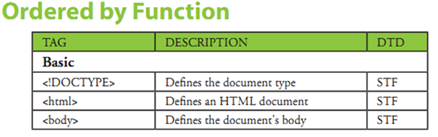 Ordered by Function
TAG DESCRIPTION DTD
Basic
<!DOCTYPE> Defines the document type STF
<html> Defines an HTML document STF
<body> Defines the document's body STF